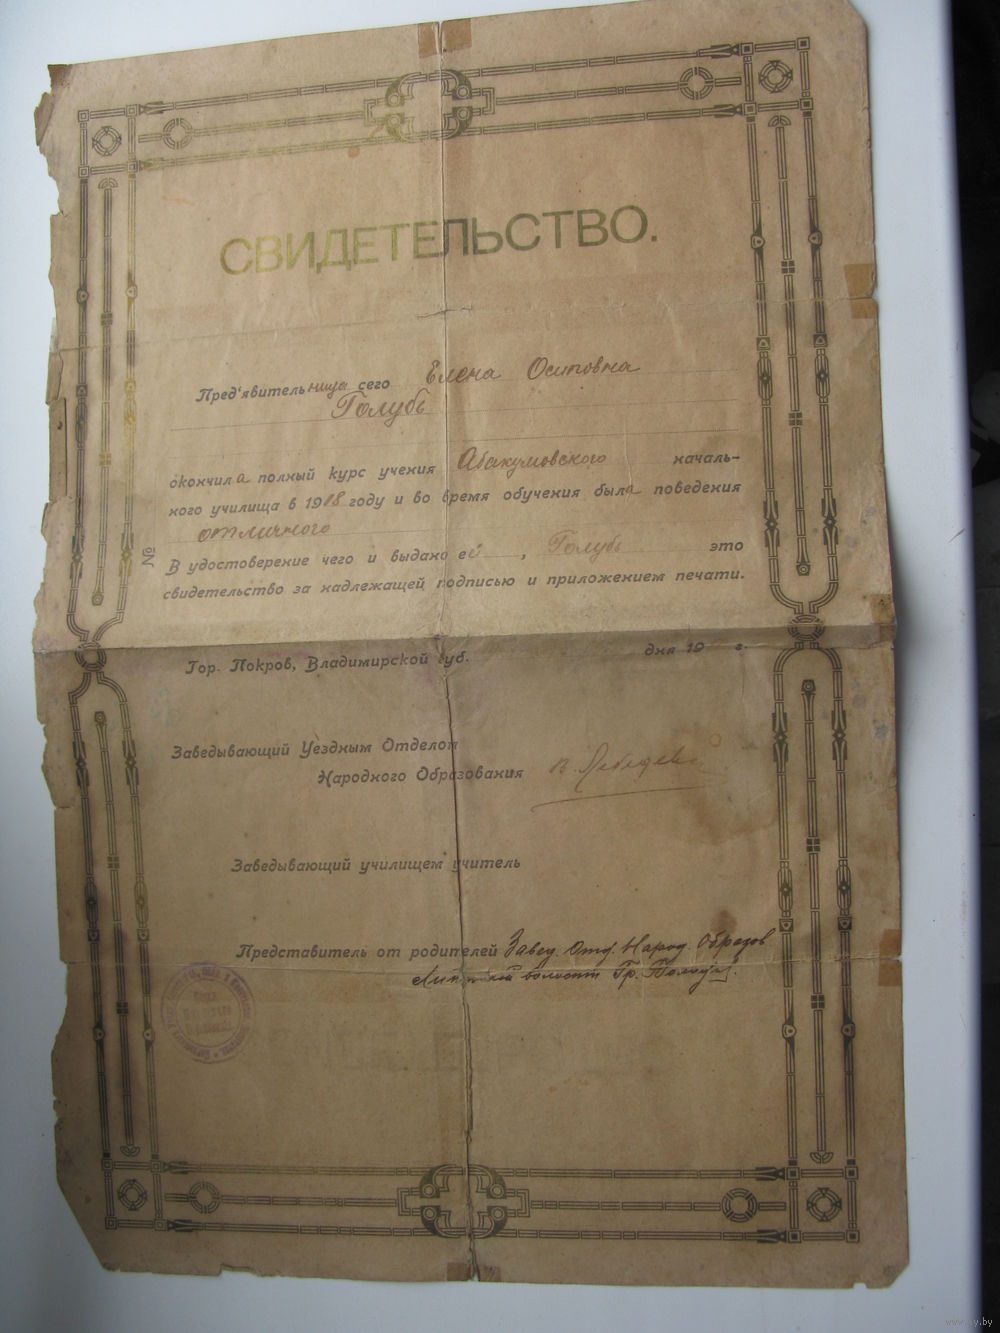 СВИДЕТЕЛЬСТВО.
Пред'явительница сего Елена Осиповна
Голубь
окончила полный курс учения Абакумовского началь-
ного училища в 1918 году и во время обучения была поведения
отличного
В удостоверение чего и выдано ей , Голубь это
свидетельство за надлежащей подписью и приложением печати.
№
Гор. Покров, Владимирской губ. дня 19 г.
Заведывающий Уездным Отделом
Народного Образования В. Лебедев
Заведывающий училищем учитель
Представитель от родителей Завед. Отд. Народ. Образов
волости Гр.